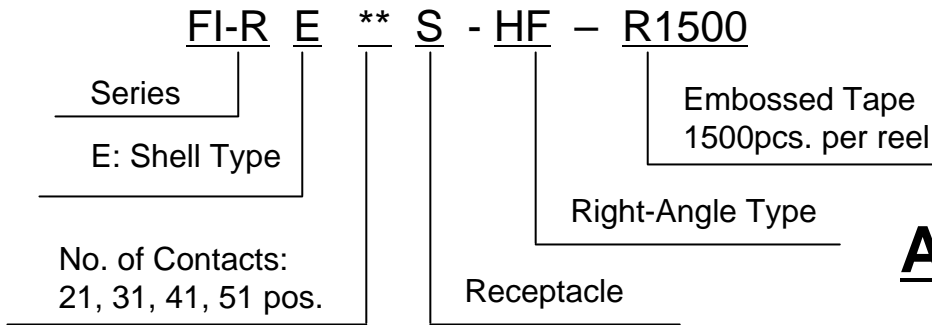 FI-R E ** S - HF – R1500
Series
Embossed Tape
1500pcs. per reel
E: Shell Type
Right-Angle Type
No. of Contacts:
21, 31, 41, 51 pos.
Receptacle
A